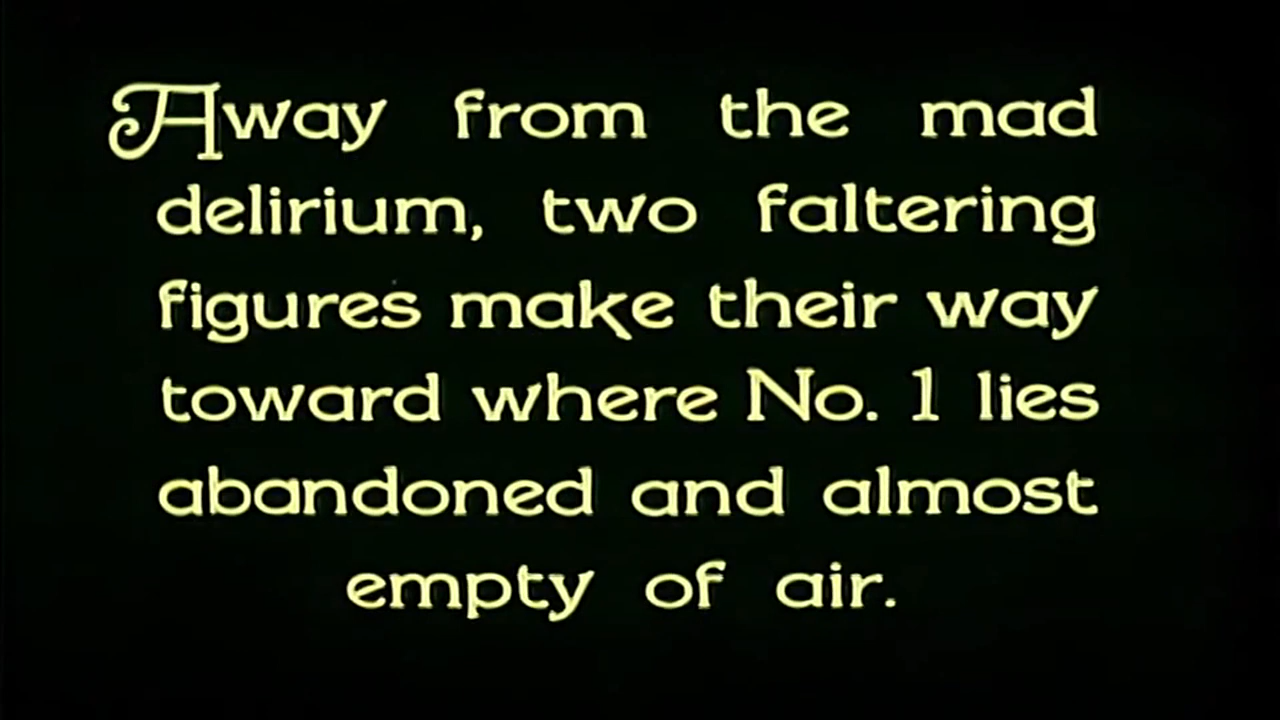 Away from the mad
delirium, two faltering
figures make their way
toward where No. 1 lies
abandoned and almost
empty of air.